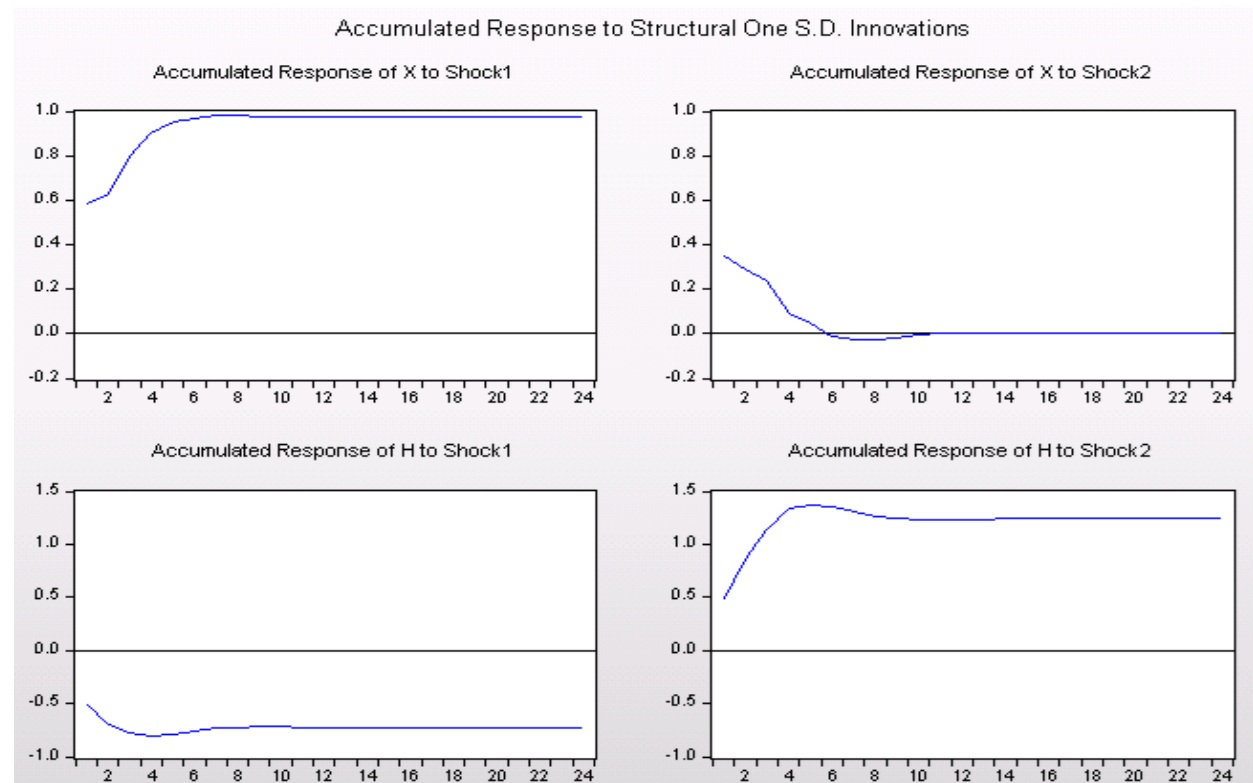 Accumulated Response to Structural One S.D. Innovations
Accumulated Response of X to Shock1
1.0
0.8
0.6
0.4
0.2
0.0
-0.2
2 4 6 8 10 12 14 16 18 20 22 24
Accumulated Response of X to Shock2
1.0
0.8
0.6
0.4
0.2
0.0
-0.2
2 4 6 8 10 12 14 16 18 20 22 24
Accumulated Response of H to Shock1
1.5
1.0
0.5
0.0
-0.5
-1.0
2 4 6 8 10 12 14 16 18 20 22 24
Accumulated Response of H to Shock2
1.5
1.0
0.5
0.0
-0.5
-1.0
2 4 6 8 10 12 14 16 18 20 22 24